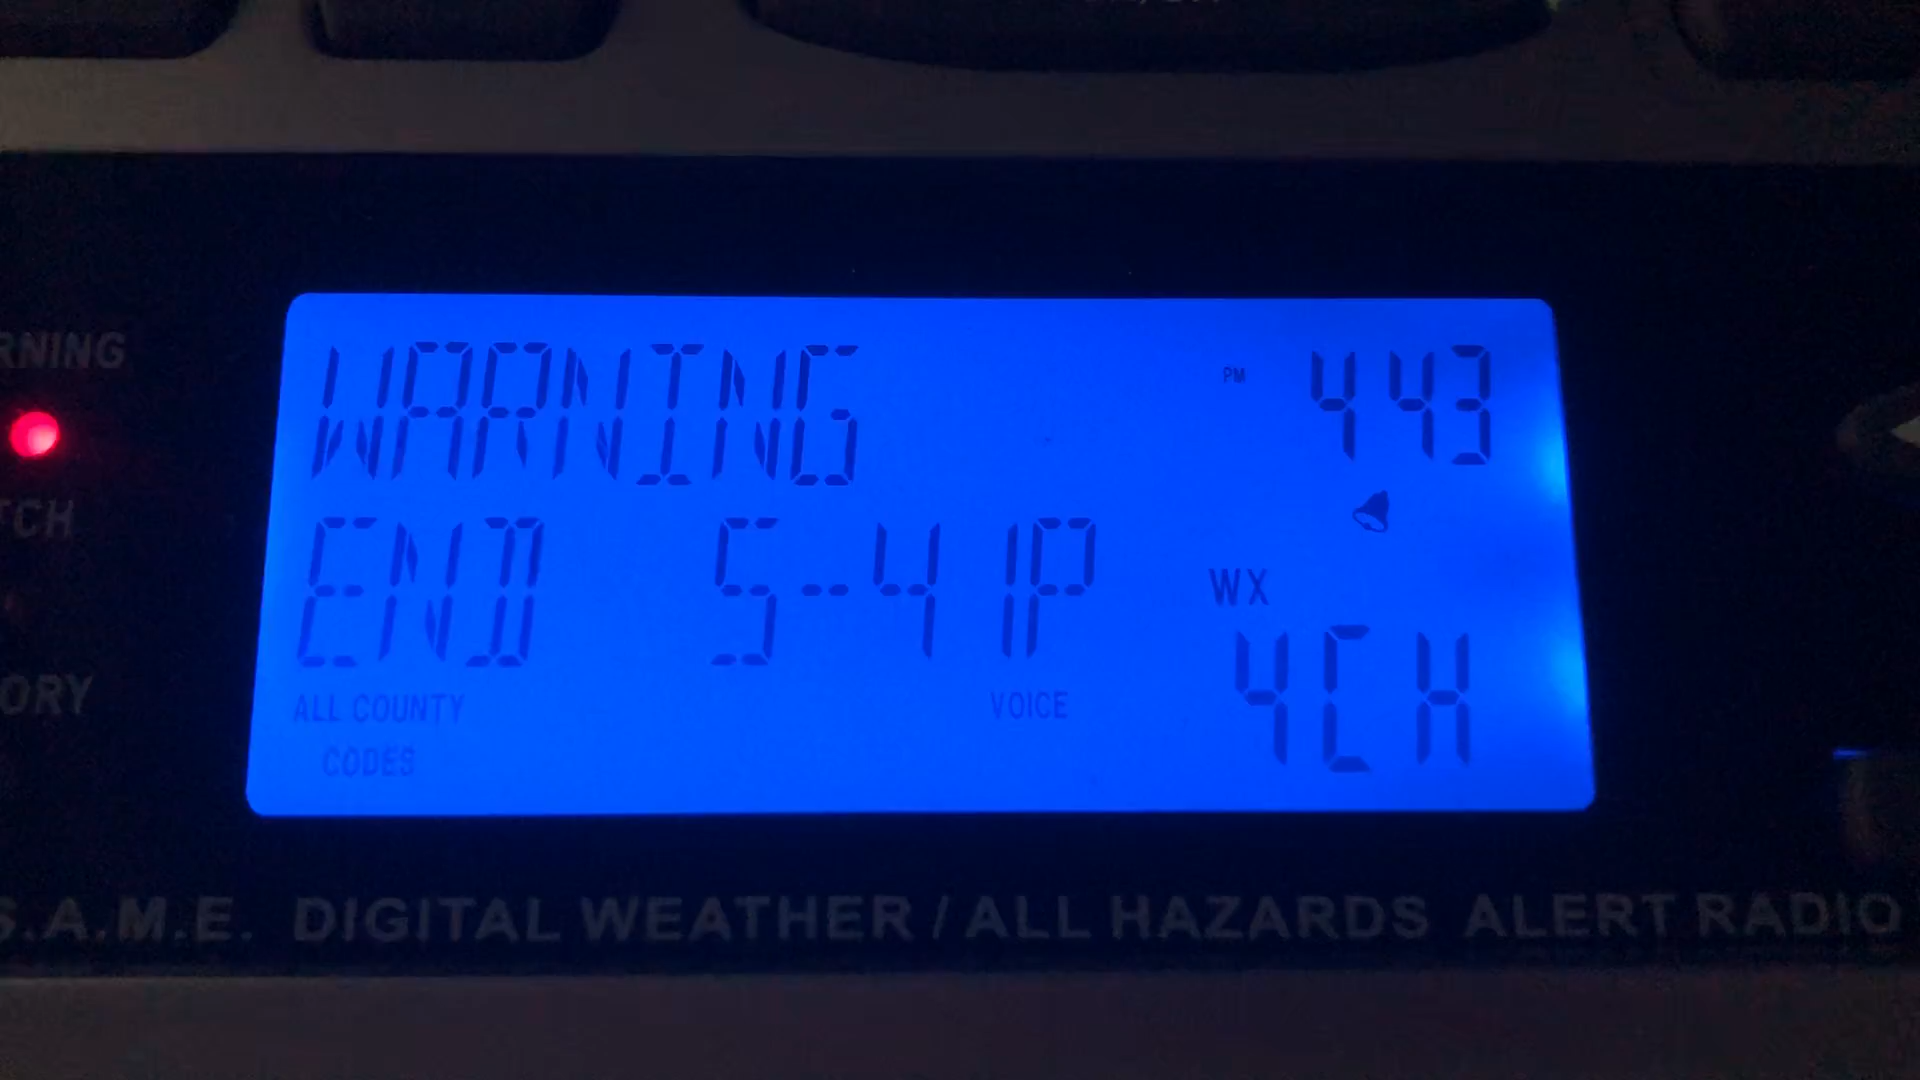 WARNING PM 443
RNING
END 5-41P
TCH
WX
4CH
ORY
ALL COUNTY VOICE
CODES
S.A.M.E. DIGITAL WEATHER / ALL HAZARDS ALERT RADIO